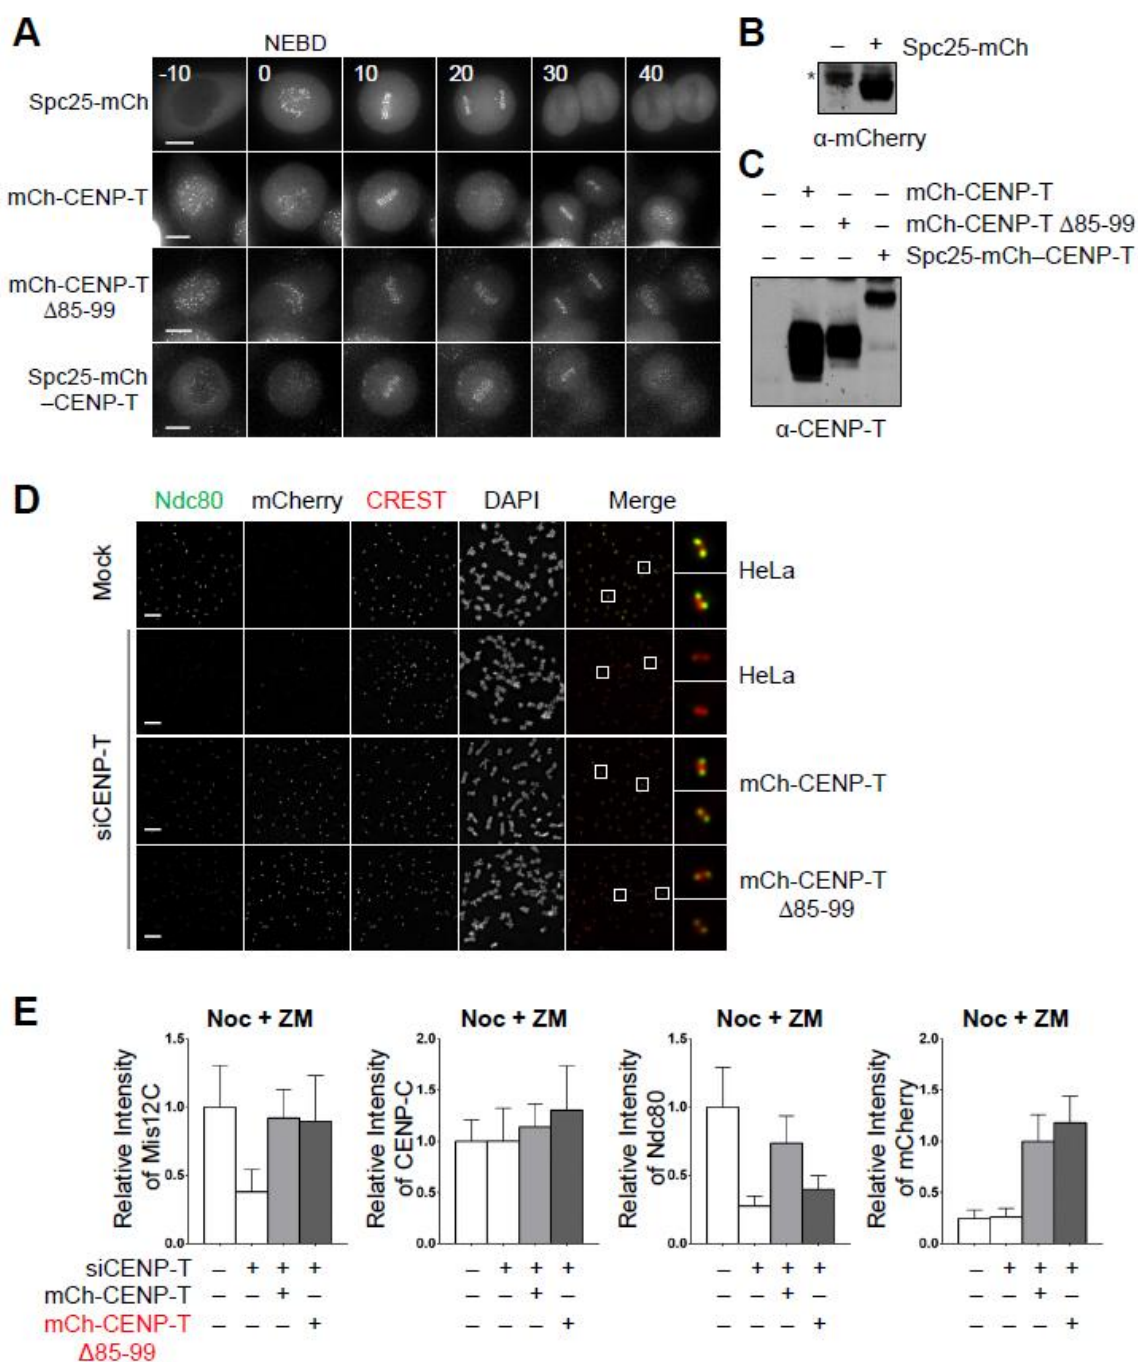 A
NEBD
-10 0 10 20 30 40
Spc25-mCh
mCh-CENP-T
mCh-CENP-T
Δ85-99
Spc25-mCh
–CENP-T
B
– + Spc25-mCh
*
α-mCherry
C
– + – – mCh-CENP-T
– – + – mCh-CENP-T Δ85-99
– – – + Spc25-mCh–CENP-T
α-CENP-T
D
Ndc80 mCherry CREST DAPI Merge
Mock
HeLa
siCENP-T
HeLa
mCh-CENP-T
mCh-CENP-T
Δ85-99
E
Noc + ZM
Relative Intensity
of Mis12C
1.5
1.0
0.5
0.0
Noc + ZM
Relative Intensity
of CENP-C
2.0
1.5
1.0
0.5
0.0
Noc + ZM
Relative Intensity
of Ndc80
1.5
1.0
0.5
0.0
Noc + ZM
Relative Intensity
of mCherry
2.0
1.5
1.0
0.5
0.0
siCENP-T – + + + – + + + – + + + – + + +
mCh-CENP-T – – + – – – + – – – + – – – + –
mCh-CENP-T – – – + – – – + – – – + – – – +
Δ85-99